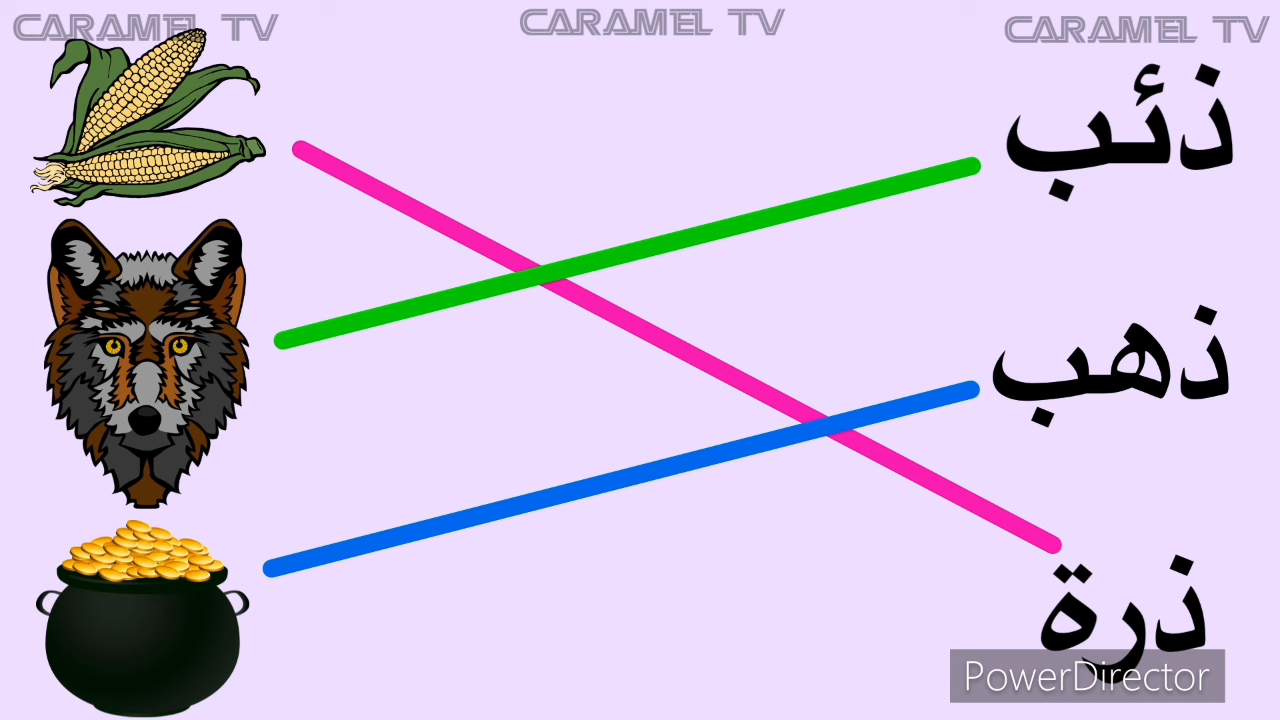 CARAMEL TV
CARAMEL TV
CARAMEL TV
ذئب
ذهب
ذرة
PowerDirector